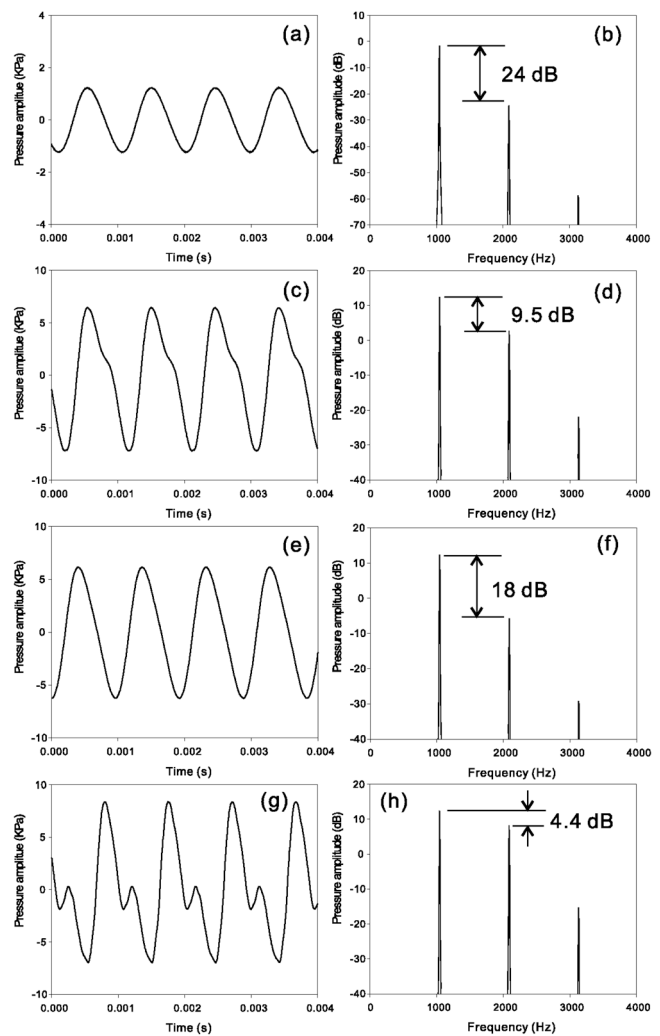 (a)
Pressure amplitue (KPa)
4
2
0
-2
-4
0.000 0.001 0.002 0.003 0.004
Time (s)
(b)
Pressure amplitude (dB)
10
0
-10
-20
-30
-40
-50
-60
-70
24 dB
0 1000 2000 3000 4000
Frequency (Hz)
(c)
Pressure amplitue (KPa)
10
5
0
-5
-10
0.000 0.001 0.002 0.003 0.004
Time (s)
(d)
Pressure amplitude (dB)
20
10
0
-10
-20
-30
-40
9.5 dB
0 1000 2000 3000 4000
Frequency (Hz)
(e)
Pressure amplitue (KPa)
10
5
0
-5
-10
0.000 0.001 0.002 0.003 0.004
Time (s)
(f)
Pressure amplitude (dB)
20
10
0
-10
-20
-30
-40
18 dB
0 1000 2000 3000 4000
Frequency (Hz)
(g)
Pressure amplitue (KPa)
10
5
0
-5
-10
0.000 0.001 0.002 0.003 0.004
Time (s)
(h)
Pressure amplitude (dB)
20
10
0
-10
-20
-30
-40
4.4 dB
0 1000 2000 3000 4000
Frequency (Hz)